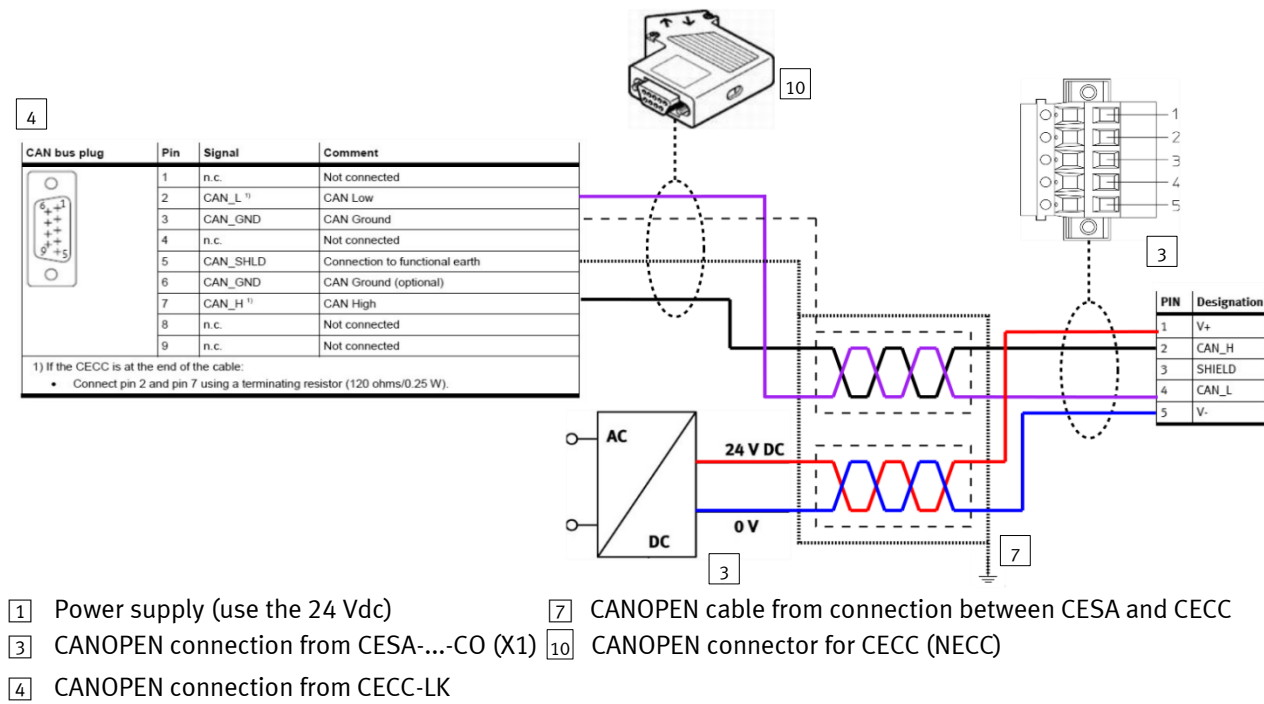 10
4
CAN bus plug Pin Signal Comment
1 n.c. Not connected
2 CAN_L 1) CAN Low
3 CAN_GND CAN Ground
4 n.c. Not connected
5 CAN_SHLD Connection to functional earth
6 CAN_GND CAN Ground (optional)
7 CAN_H 1) CAN High
8 n.c. Not connected
9 n.c. Not connected
6 1
9 5
1) If the CECC is at the end of the cable:
• Connect pin 2 and pin 7 using a terminating resistor (120 ohms/0.25 W).
1
2
3
4
5
3
PIN Designation
1 V+
2 CAN_H
3 SHIELD
4 CAN_L
5 V-
AC
DC
24 V DC
0 V
3
7
1 Power supply (use the 24 Vdc)
3 CANOPEN connection from CESA-...-CO (X1)
4 CANOPEN connection from CECC-LK
7 CANOPEN cable from connection between CESA and CECC
10 CANOPEN connector for CECC (NECC)